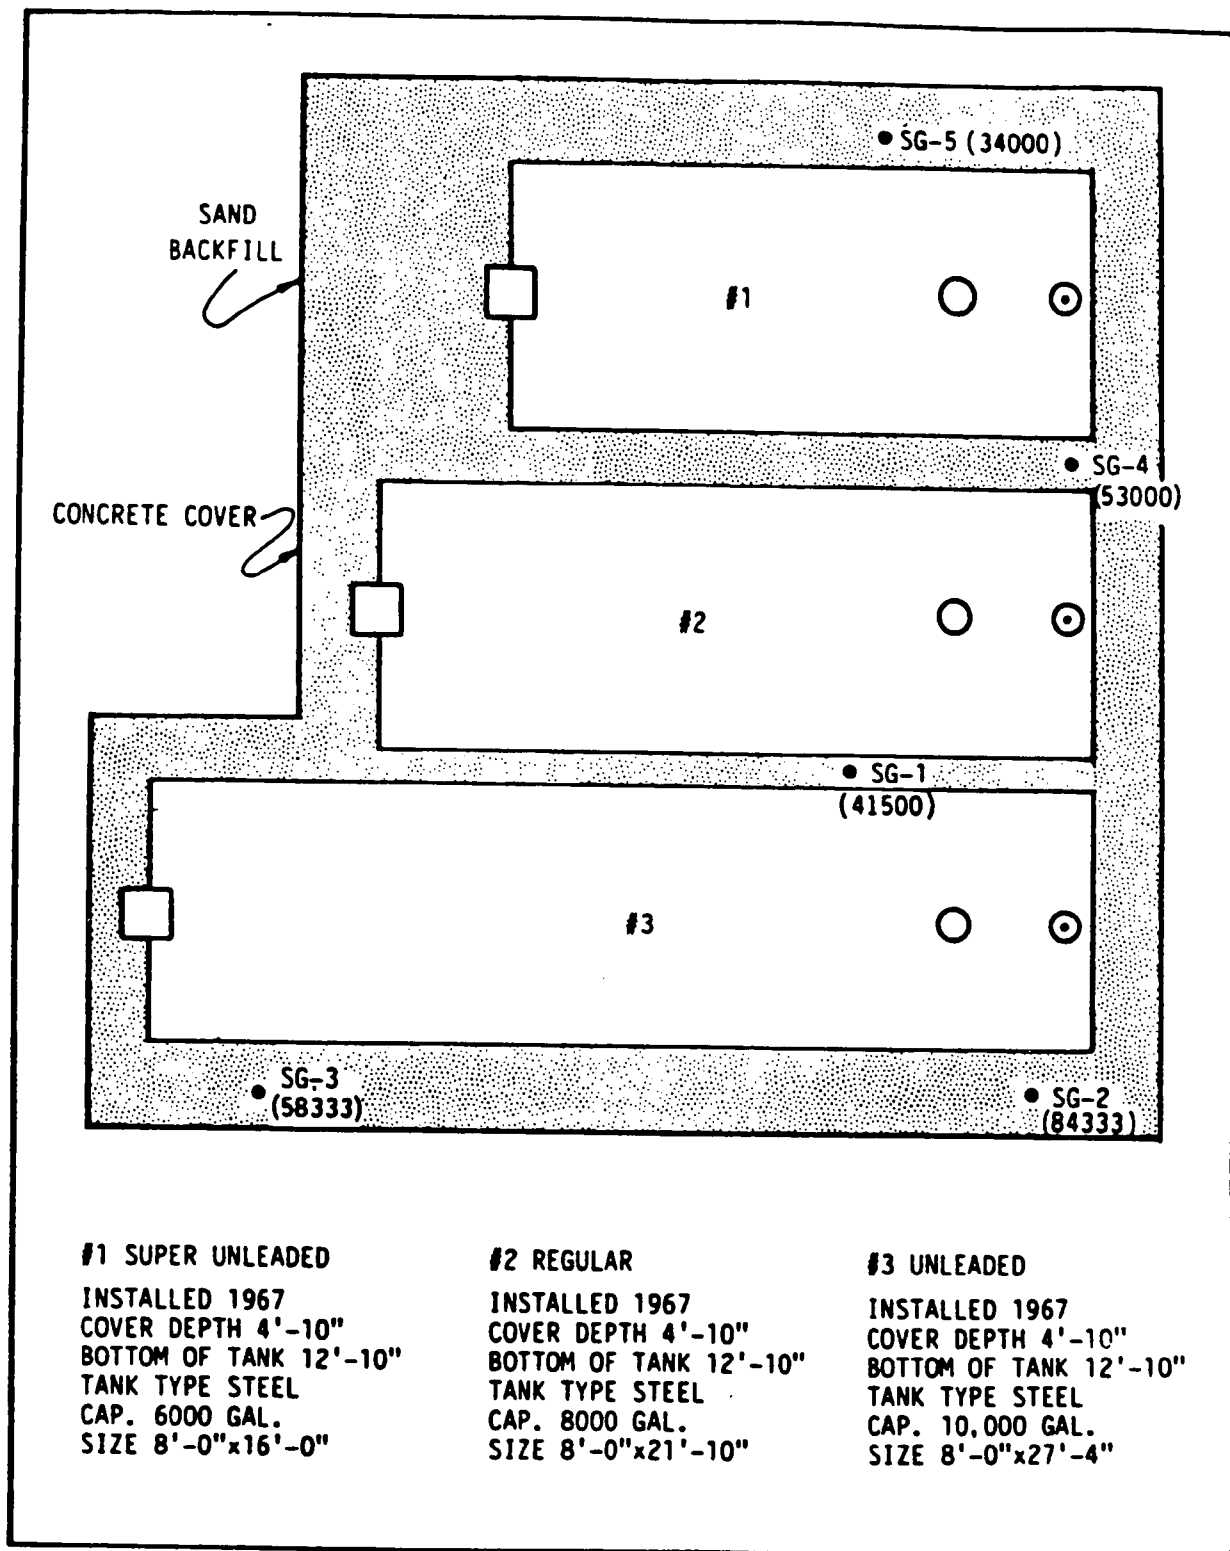 SG-5 (34000)
SAND
BACKFILL
#1
SG-4
(53000)
CONCRETE COVER
#2
SG-1
(41500)
#3
SG-3
(58333)
SG-2
(84333)
#1 SUPER UNLEADED
INSTALLED 1967
COVER DEPTH 4'-10"
BOTTOM OF TANK 12'-10"
TANK TYPE STEEL
CAP. 6000 GAL.
SIZE 8'-0"x16'-0"
#2 REGULAR
INSTALLED 1967
COVER DEPTH 4'-10"
BOTTOM OF TANK 12'-10"
TANK TYPE STEEL
CAP. 8000 GAL.
SIZE 8'-0"x21'-10"
#3 UNLEADED
INSTALLED 1967
COVER DEPTH 4'-10"
BOTTOM OF TANK 12'-10"
TANK TYPE STEEL
CAP. 10,000 GAL.
SIZE 8'-0"x27'-4"